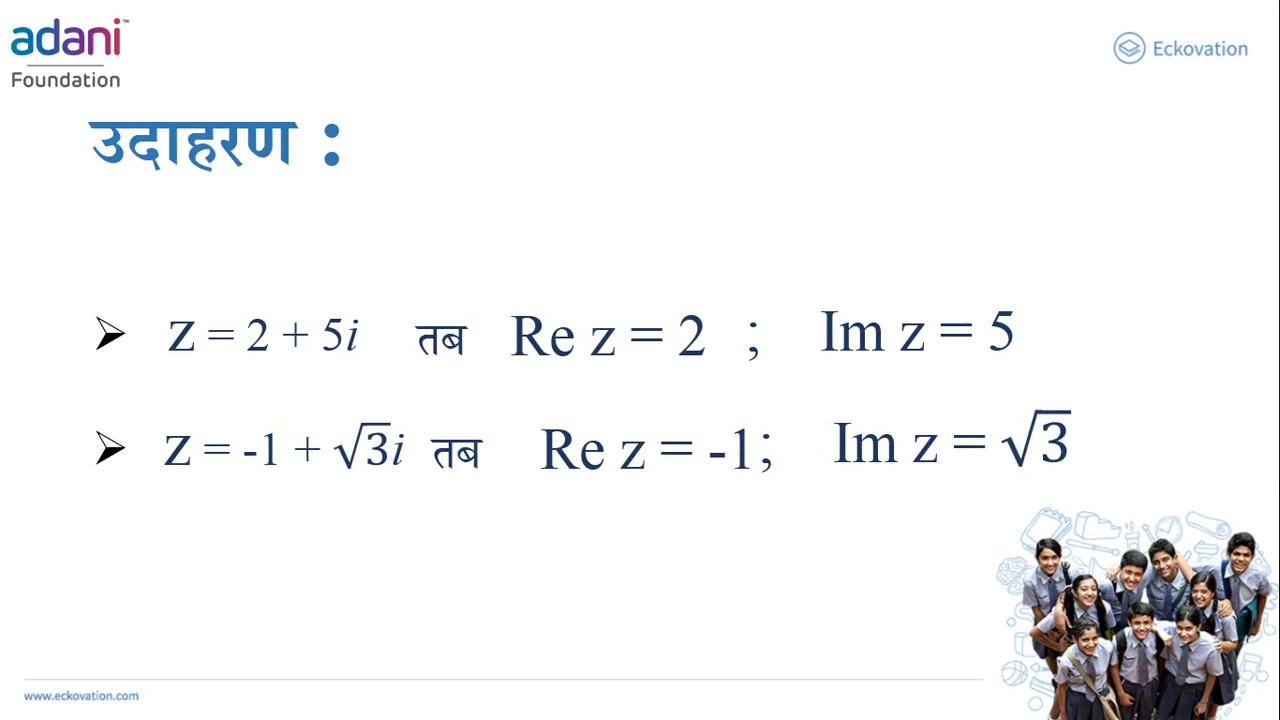 adani™
Foundation
Eckovation
उदाहरण :
➢ Z = 2 + 5i तब Re z = 2 ; Im z = 5
➢ Z = -1 + √3i तब Re z = -1; Im z = √3
www.eckovation.com